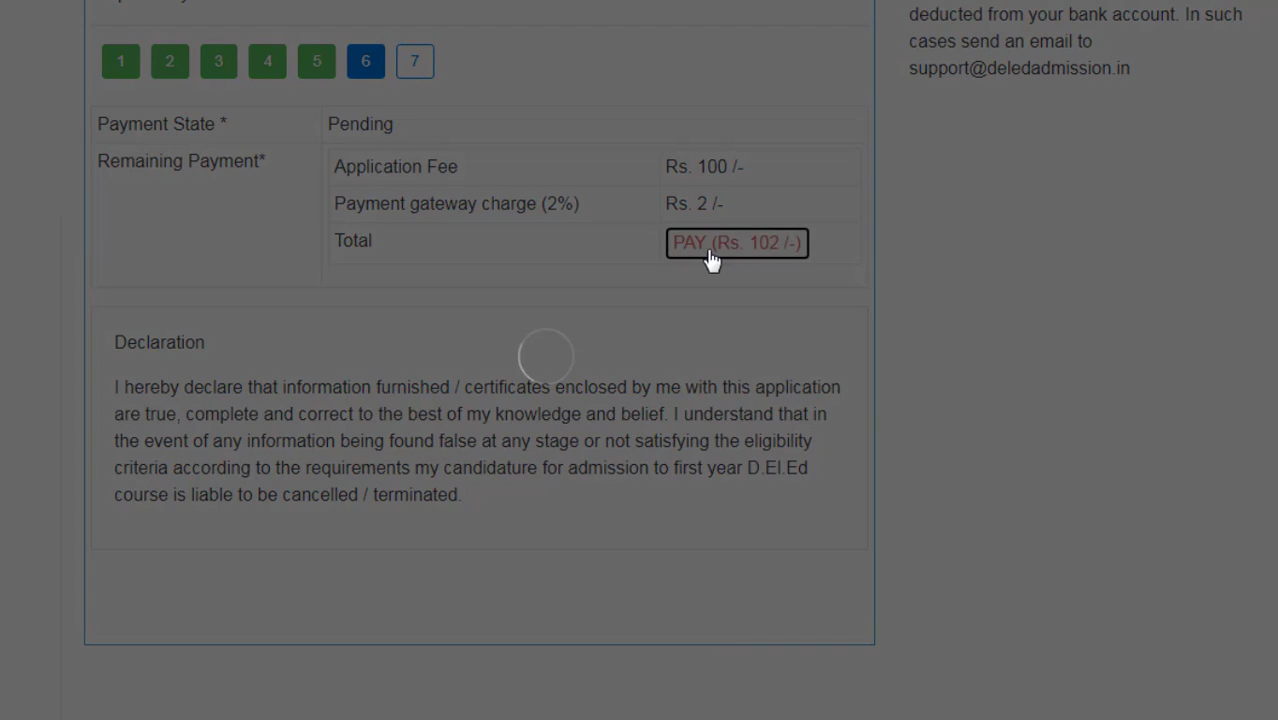 deducted from your bank account. In such
cases send an email to
support@deledadmission.in
1 2 3 4 5 6 7
Payment State * Pending
Remaining Payment*
Application Fee Rs. 100 /-
Payment gateway charge (2%) Rs. 2 /-
Total PAY (Rs. 102 /-)
Declaration
I hereby declare that information furnished / certificates enclosed by me with this application
are true, complete and correct to the best of my knowledge and belief. I understand that in
the event of any information being found false at any stage or not satisfying the eligibility
criteria according to the requirements my candidature for admission to first year D.El.Ed
course is liable to be cancelled / terminated.